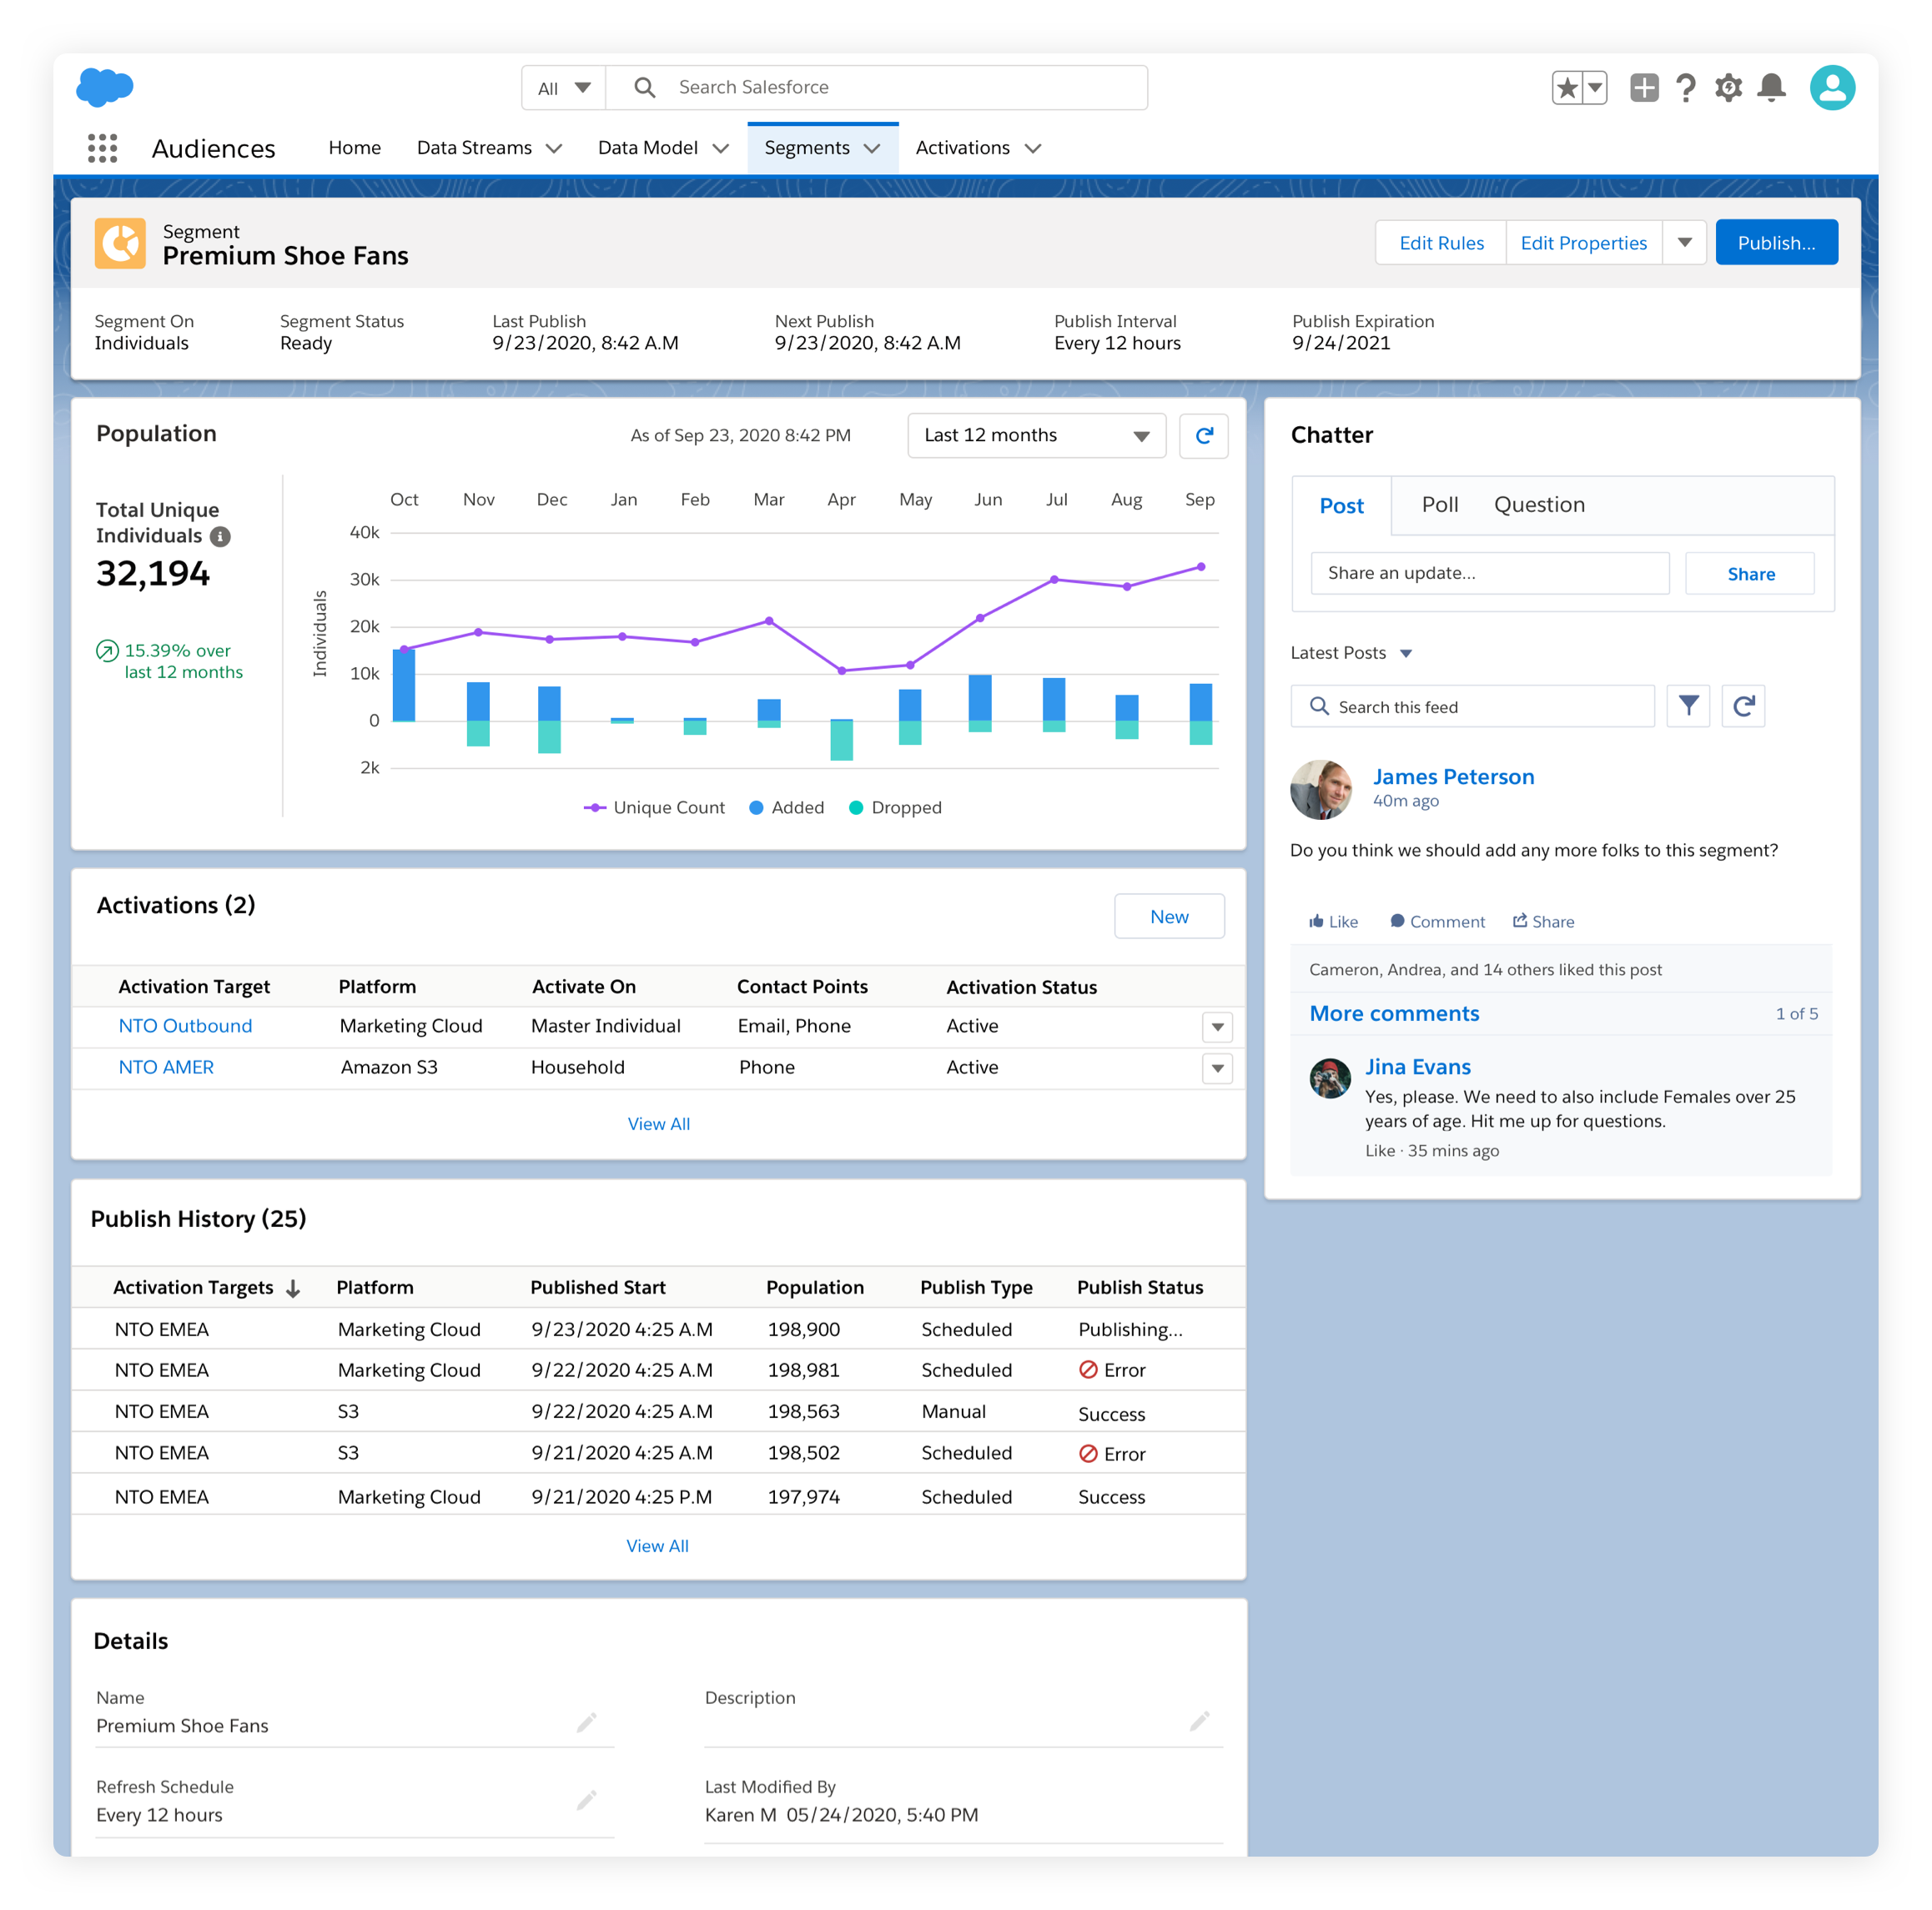 All
Search Salesforce
Audiences
Home
Data Streams
Data Model
Segments
Activations
Segment
Premium Shoe Fans
Edit Rules
Edit Properties
Publish...
Segment On
Individuals
Segment Status
Ready
Last Publish
9/23/2020, 8:42 A.M
Next Publish
9/23/2020, 8:42 A.M
Publish Interval
Every 12 hours
Publish Expiration
9/24/2021
Population
As of Sep 23, 2020 8:42 PM
Last 12 months
Total Unique
Individuals
32,194
15.39% over
last 12 months
Oct Nov Dec Jan Feb Mar Apr May Jun Jul Aug Sep
Individuals
40k
30k
20k
10k
0
2k
Unique Count Added Dropped
Activations (2)
New
Activation Target Platform Activate On Contact Points Activation Status
NTO Outbound Marketing Cloud Master Individual Email, Phone Active
NTO AMER Amazon S3 Household Phone Active
View All
Publish History (25)
Activation Targets Platform Published Start Population Publish Type Publish Status
NTO EMEA Marketing Cloud 9/23/2020 4:25 A.M 198,900 Scheduled Publishing...
NTO EMEA Marketing Cloud 9/22/2020 4:25 A.M 198,981 Scheduled Error
NTO EMEA S3 9/22/2020 4:25 A.M 198,563 Manual Success
NTO EMEA S3 9/21/2020 4:25 A.M 198,502 Scheduled Error
NTO EMEA Marketing Cloud 9/21/2020 4:25 P.M 197,974 Scheduled Success
View All
Details
Name
Premium Shoe Fans
Description
Refresh Schedule
Every 12 hours
Last Modified By
Karen M 05/24/2020, 5:40 PM
Chatter
Post
Poll
Question
Share an update...
Share
Latest Posts
Search this feed
James Peterson
40m ago
Do you think we should add any more folks to this segment?
Like Comment Share
Cameron, Andrea, and 14 others liked this post
More comments
1 of 5
Jina Evans
Yes, please. We need to also include Females over 25
years of age. Hit me up for questions.
Like · 35 mins ago